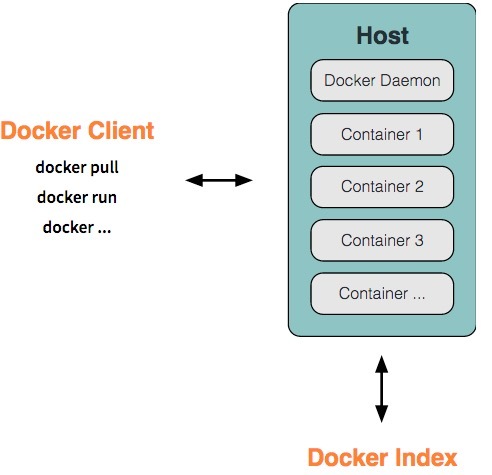 Docker Client
docker pull
docker run
docker ...
Host
Docker Daemon
Container 1
Container 2
Container 3
Container ...
Docker Index